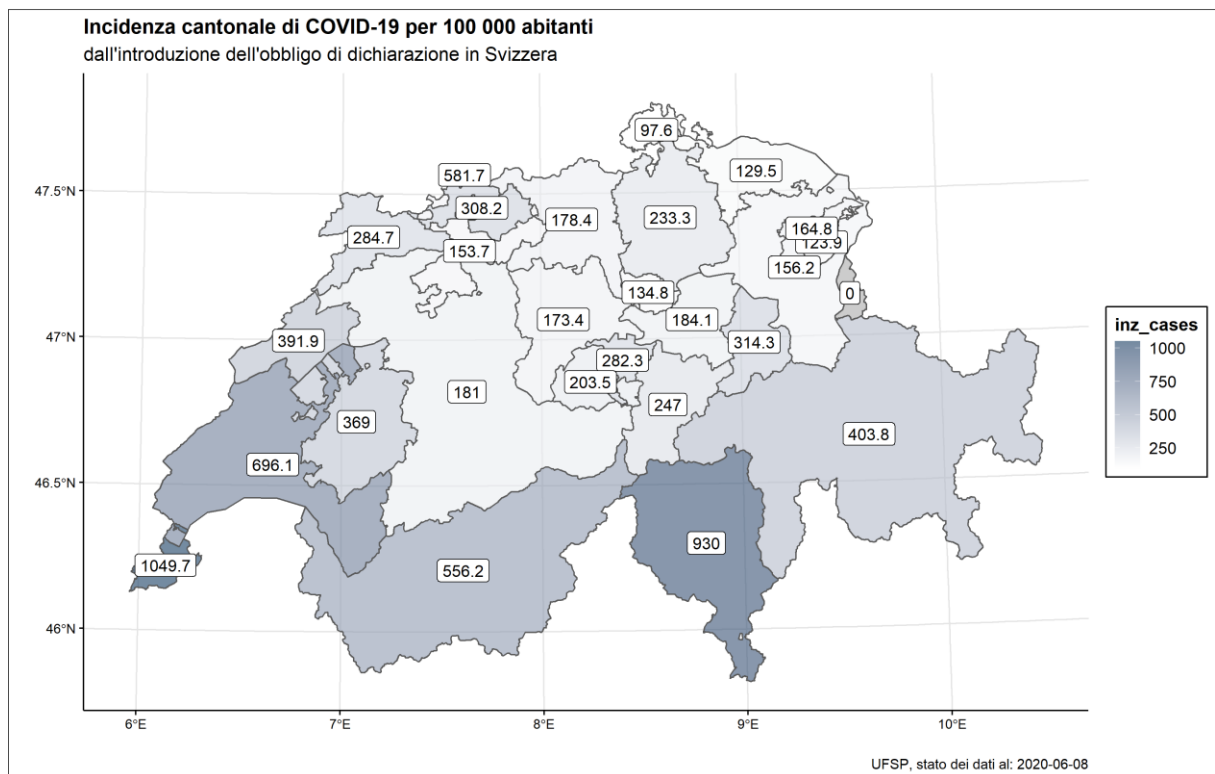 Incidenza cantonale di COVID-19 per 100 000 abitanti
dall'introduzione dell'obbligo di dichiarazione in Svizzera
97.6
129.5
581.7
308.2
178.4
233.3
164.8
123.9
284.7
153.7
156.2
0
134.8
173.4
184.1
391.9
314.3
282.3
203.5
181
247
369
403.8
696.1
930
1049.7
556.2
47.5°N
47°N
46.5°N
46°N
6°E
7°E
8°E
9°E
10°E
inz_cases
1000
750
500
250
UFSP, stato dei dati al: 2020-06-08